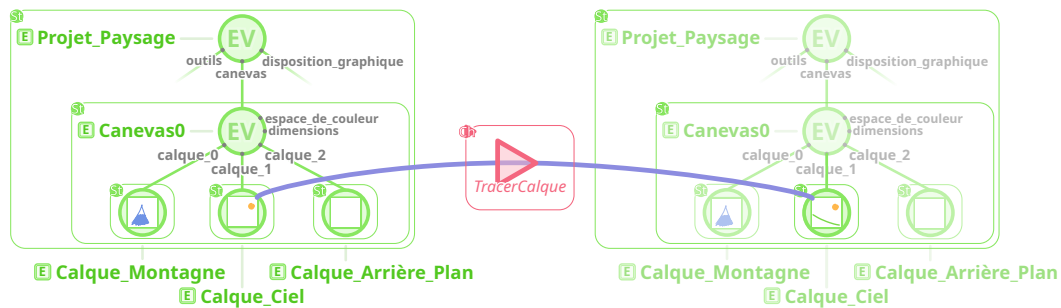 St
E Projet_Paysage
EV
outils
disposition_graphique
canevas
St
E Canevas0
EV
espace_de_couleur
dimensions
calque_0
calque_2
calque_1
St
St
St
E Calque_Montagne
E Calque_Arrière_Plan
E Calque_Ciel
TracerCalque
St
E Projet_Paysage
EV
outils
disposition_graphique
canevas
St
E Canevas0
EV
espace_de_couleur
dimensions
calque_0
calque_2
calque_1
St
St
St
E Calque_Montagne
E Calque_Arrière_Plan
E Calque_Ciel